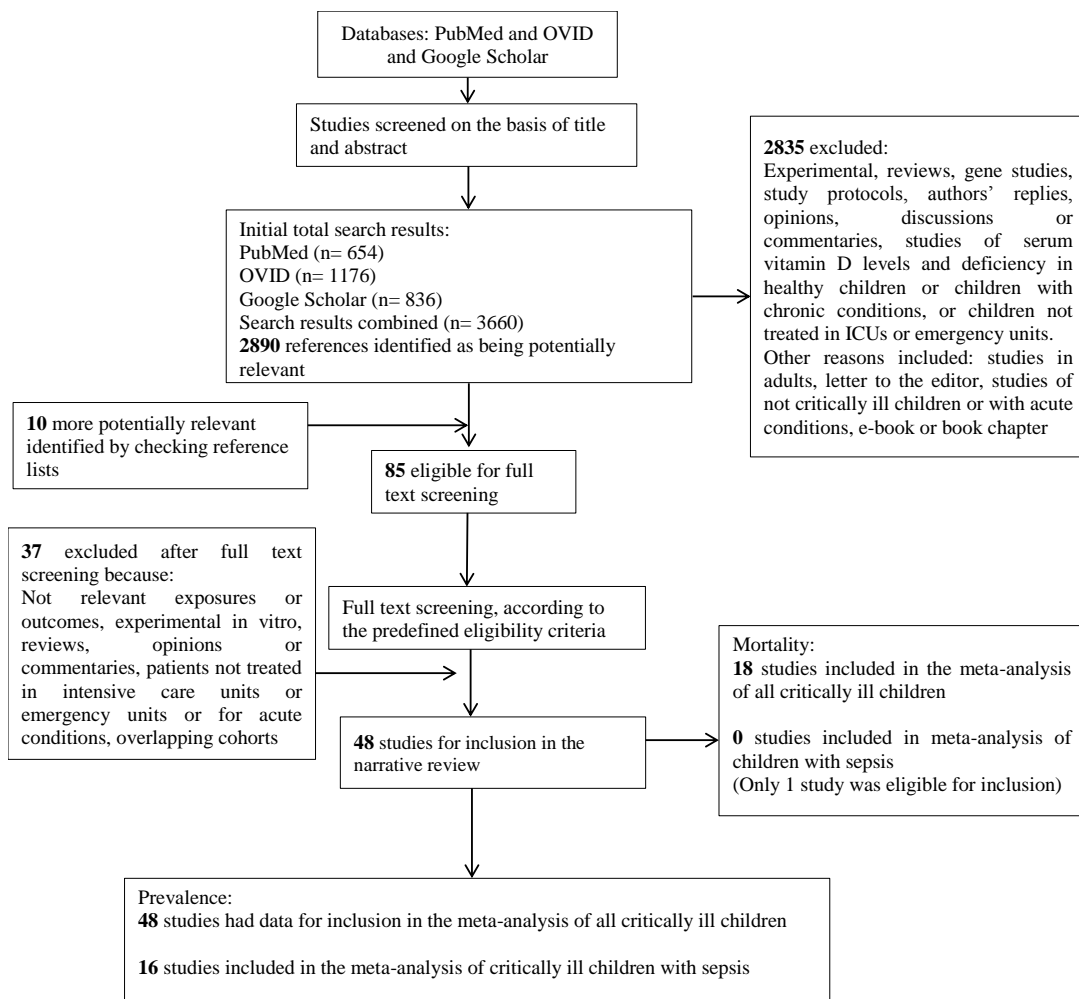 Databases: PubMed and OVID
and Google Scholar
Studies screened on the basis of title
and abstract
2835 excluded:
Experimental, reviews, gene studies,
study protocols, authors’ replies,
opinions, discussions or
commentaries, studies of serum
vitamin D levels and deficiency in
healthy children or children with
chronic conditions, or children not
treated in ICUs or emergency units.
Other reasons included: studies in
adults, letter to the editor, studies of
not critically ill children or with acute
conditions, e-book or book chapter
Initial total search results:
PubMed (n= 654)
OVID (n= 1176)
Google Scholar (n= 836)
Search results combined (n= 3660)
2890 references identified as being potentially
relevant
10 more potentially relevant
identified by checking reference
lists
85 eligible for full
text screening
37 excluded after full text
screening because:
Not relevant exposures or
outcomes, experimental in vitro,
reviews, opinions or
commentaries, patients not treated
in intensive care units or
emergency units or for acute
conditions, overlapping cohorts
Full text screening, according to
the predefined eligibility criteria
48 studies for inclusion in the
narrative review
Mortality:
18 studies included in the meta-analysis
of all critically ill children
0 studies included in meta-analysis of
children with sepsis
(Only 1 study was eligible for inclusion)
Prevalence:
48 studies had data for inclusion in the meta-analysis of all critically ill children
16 studies included in the meta-analysis of critically ill children with sepsis